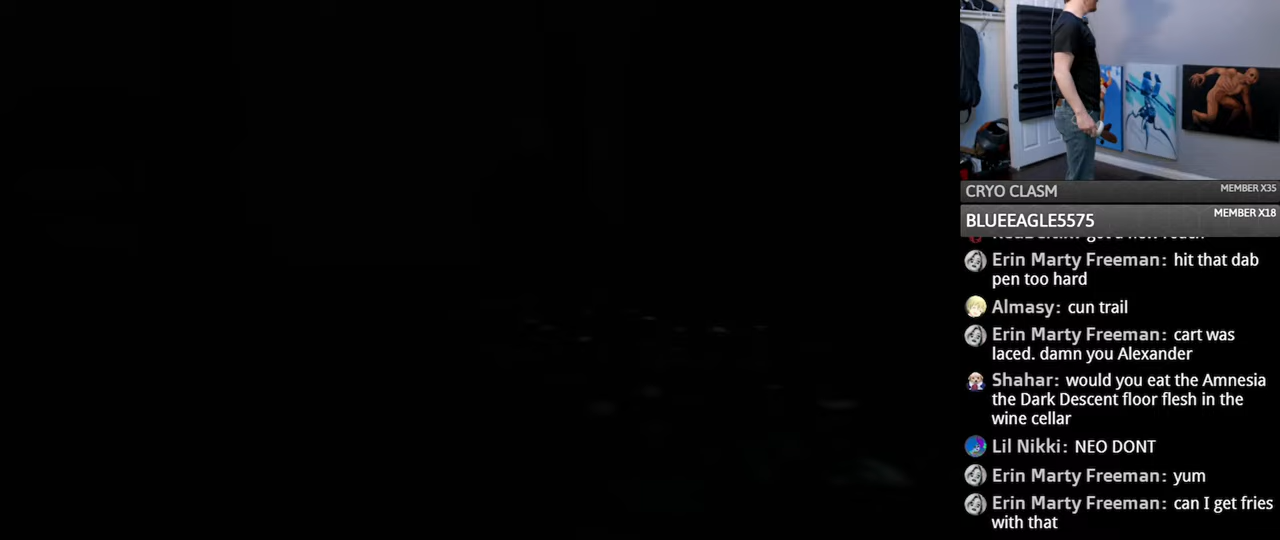 CRYO CLASM MEMBER X35
BLUEEAGLE5575 MEMBER X18
Erin Marty Freeman: hit that dab
pen too hard
Almasy: cun trail
Erin Marty Freeman: cart was
laced. damn you Alexander
Shahar: would you eat the Amnesia
the Dark Descent floor flesh in the
wine cellar
Lil Nikki: NEO DONT
Erin Marty Freeman: yum
Erin Marty Freeman: can I get fries
with that